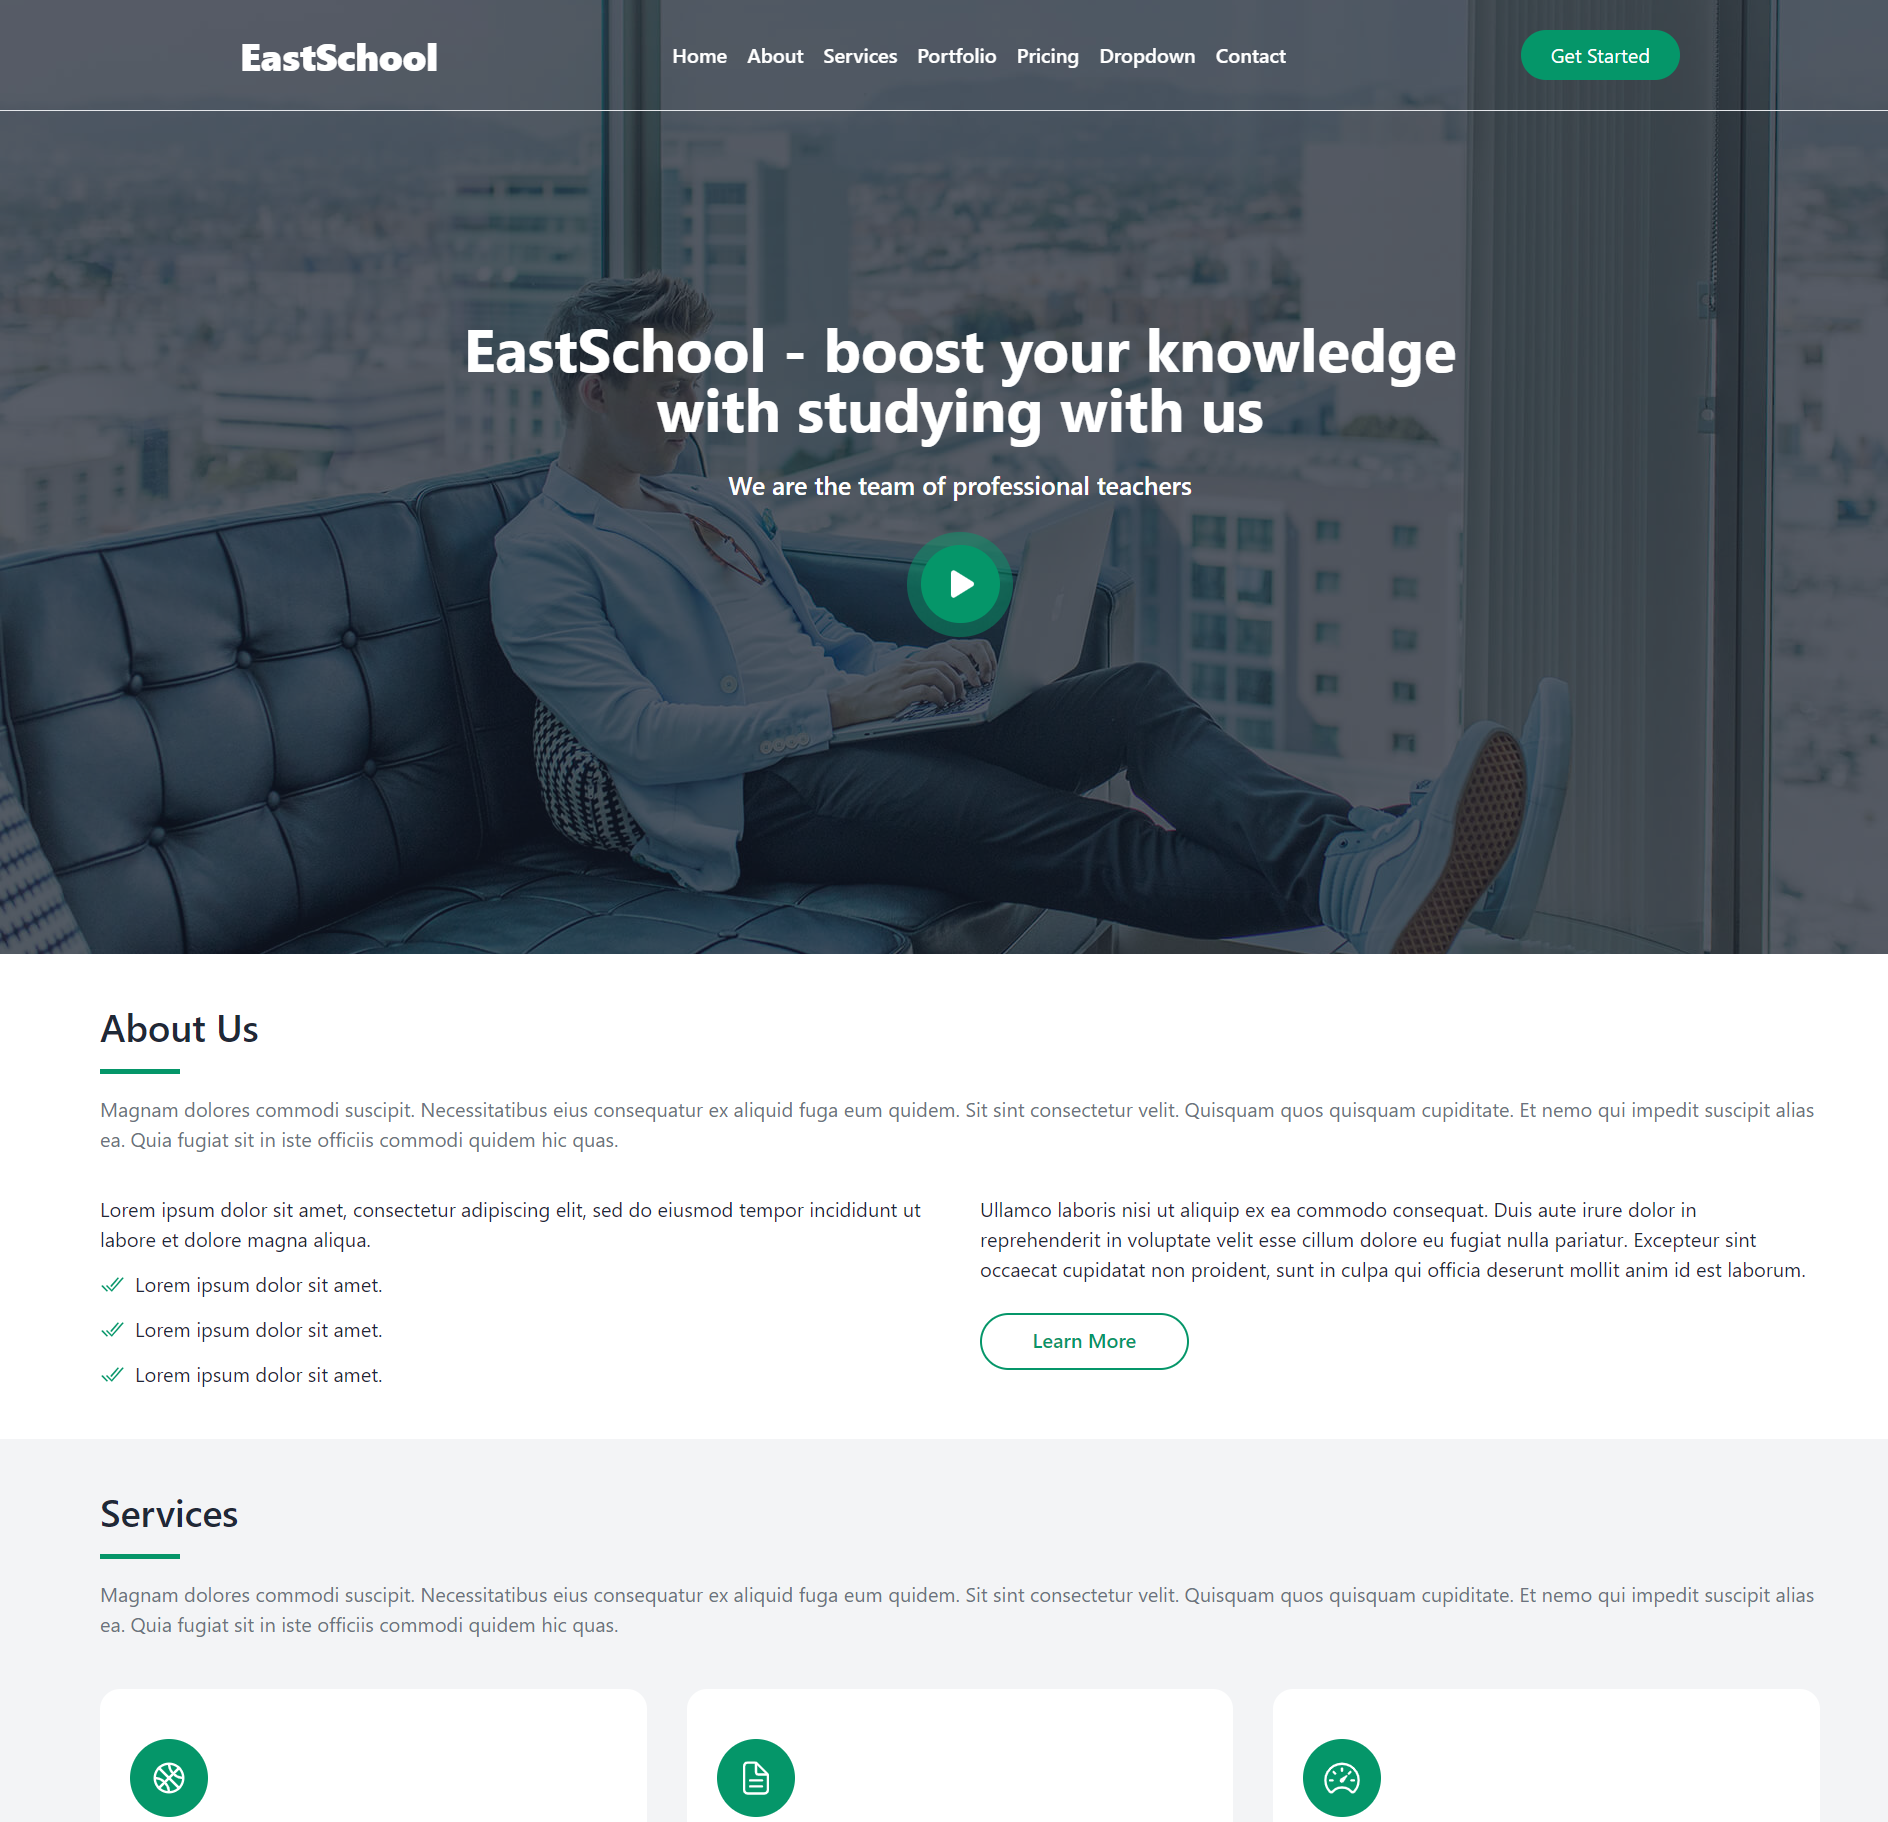 EastSchool
Home About Services Portfolio Pricing Dropdown Contact
Get Started
EastSchool - boost your knowledge
with studying with us
We are the team of professional teachers
About Us
Magnam dolores commodi suscipit. Necessitatibus eius consequatur ex aliquid fuga eum quidem. Sit sint consectetur velit. Quisquam quos quisquam cupiditate. Et nemo qui impedit suscipit alias
ea. Quia fugiat sit in iste officiis commodi quidem hic quas.
Lorem ipsum dolor sit amet, consectetur adipiscing elit, sed do eiusmod tempor incididunt ut
labore et dolore magna aliqua.
Lorem ipsum dolor sit amet.
Lorem ipsum dolor sit amet.
Lorem ipsum dolor sit amet.
Ullamco laboris nisi ut aliquip ex ea commodo consequat. Duis aute irure dolor in
reprehenderit in voluptate velit esse cillum dolore eu fugiat nulla pariatur. Excepteur sint
occaecat cupidatat non proident, sunt in culpa qui officia deserunt mollit anim id est laborum.
Learn More
Services
Magnam dolores commodi suscipit. Necessitatibus eius consequatur ex aliquid fuga eum quidem. Sit sint consectetur velit. Quisquam quos quisquam cupiditate. Et nemo qui impedit suscipit alias
ea. Quia fugiat sit in iste officiis commodi quidem hic quas.